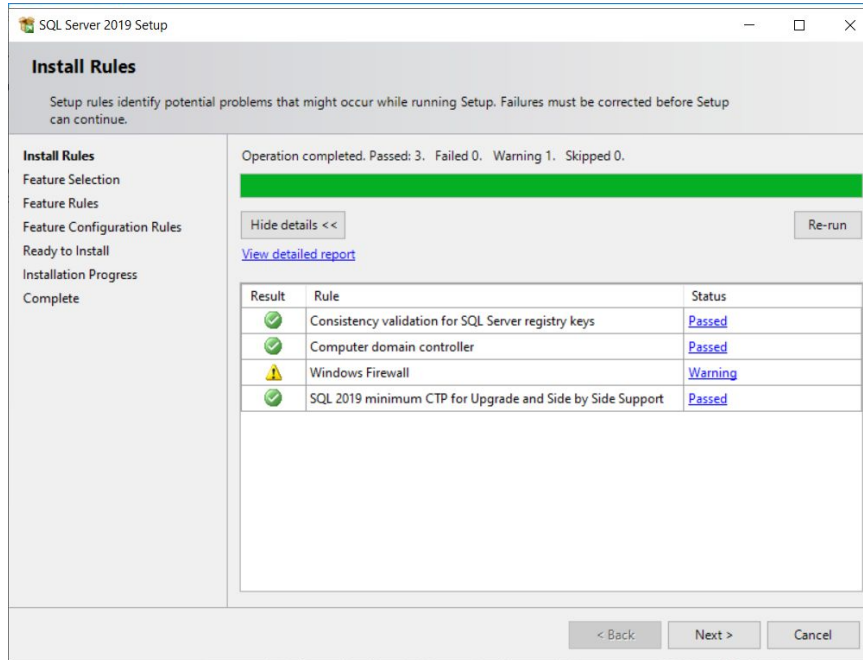 SQL Server 2019 Setup
Install Rules
Setup rules identify potential problems that might occur while running Setup. Failures must be corrected before Setup
can continue.
Install Rules
Feature Selection
Feature Rules
Feature Configuration Rules
Ready to Install
Installation Progress
Complete
Operation completed. Passed: 3.   Failed 0.   Warning 1.   Skipped 0.
Hide details <<
Re-run
View detailed report
Result Rule Status
Consistency validation for SQL Server registry keys Passed
Computer domain controller Passed
Windows Firewall Warning
SQL 2019 minimum CTP for Upgrade and Side by Side Support Passed
< Back Next > Cancel